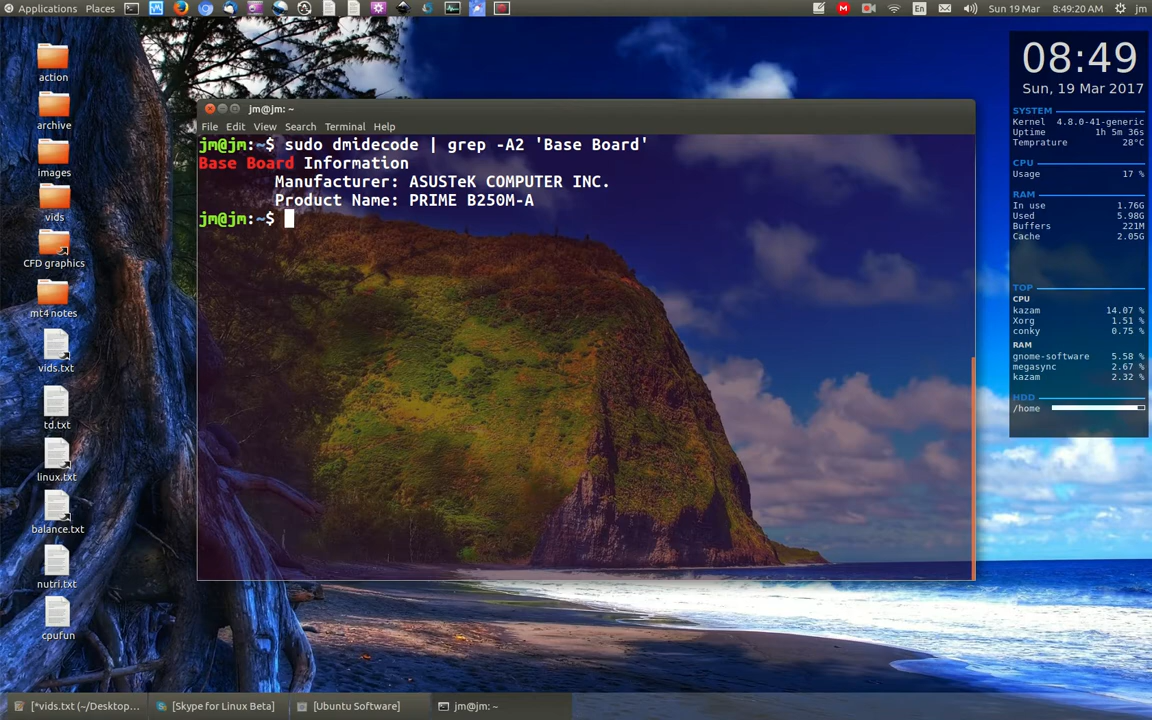 Applications Places En Sun 19 Mar 8:49:20 AM jm
action
archive
images
vids
CFD graphics
mt4 notes
vids.txt
td.txt
linux.txt
balance.txt
nutri.txt
cpufun
jm@jm: ~
File Edit View Search Terminal Help
jm@jm:~$ sudo dmidecode | grep -A2 'Base Board'
Base Board Information
Manufacturer: ASUSTeK COMPUTER INC.
Product Name: PRIME B250M-A
jm@jm:~$
08:49
Sun, 19 Mar 2017
SYSTEM
Kernel 4.8.0-41-generic
Uptime 1h 5m 36s
Temprature 28°C
CPU
Usage 17 %
RAM
In use 1.76G
Used 5.98G
Buffers 221M
Cache 2.05G
TOP
CPU
kazam 14.07 %
Xorg 1.51 %
conky 0.75 %
RAM
gnome-software 5.58 %
megasync 2.67 %
kazam 2.32 %
HDD
/home
[*vids.txt (~/Desktop... [Skype for Linux Beta] [Ubuntu Software] jm@jm: ~